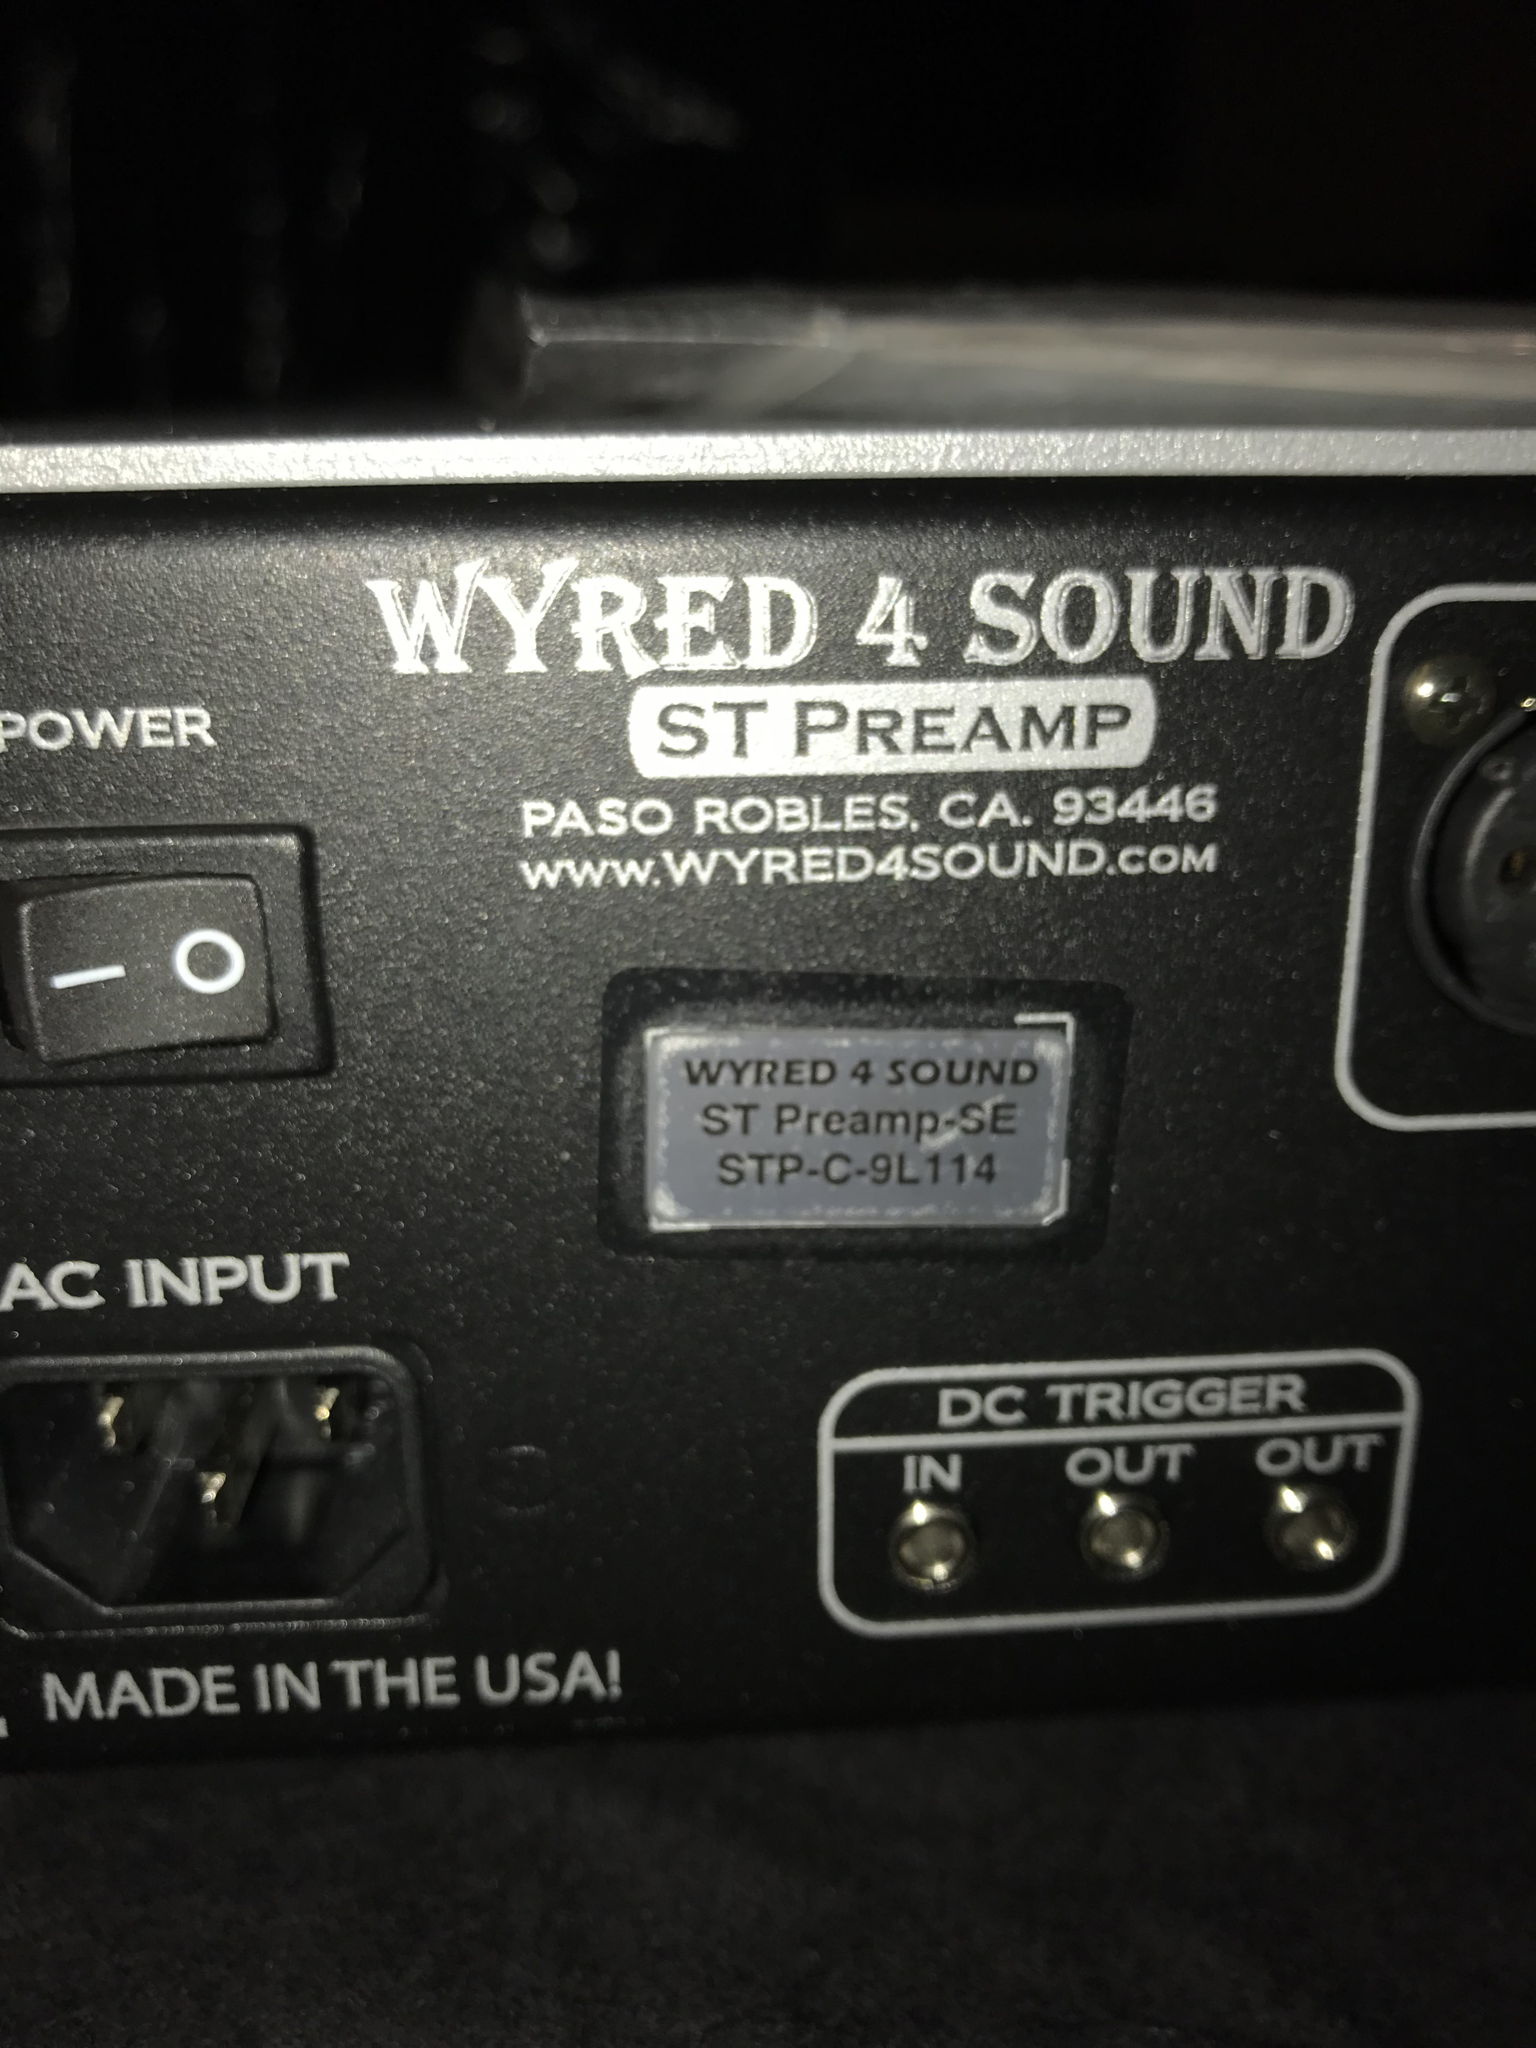 WYRED 4 SOUND
ST PREAMP
PASO ROBLES, CA. 93446
www.WYRED4SOUND.COM
POWER
— O
WYRED 4 SOUND
ST Preamp-SE
STP-C-9L114
AC INPUT
DC TRIGGER
IN OUT OUT
MADE IN THE USA!